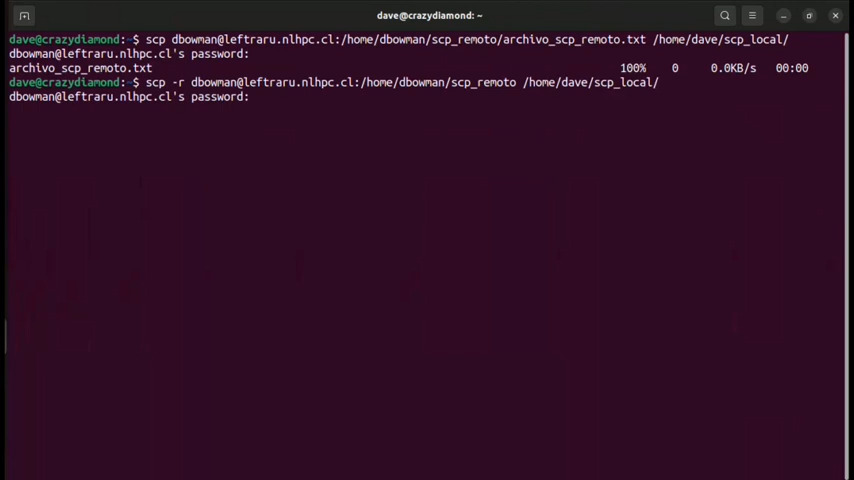 dave@crazydiamond: ~
dave@crazydiamond:~$ scp dbowman@leftraru.nlhpc.cl:/home/dbowman/scp_remoto/archivo_scp_remoto.txt /home/dave/scp_local/
dbowman@leftraru.nlhpc.cl's password:
archivo_scp_remoto.txt 100% 0 0.0KB/s 00:00
dave@crazydiamond:~$ scp -r dbowman@leftraru.nlhpc.cl:/home/dbowman/scp_remoto /home/dave/scp_local/
dbowman@leftraru.nlhpc.cl's password: